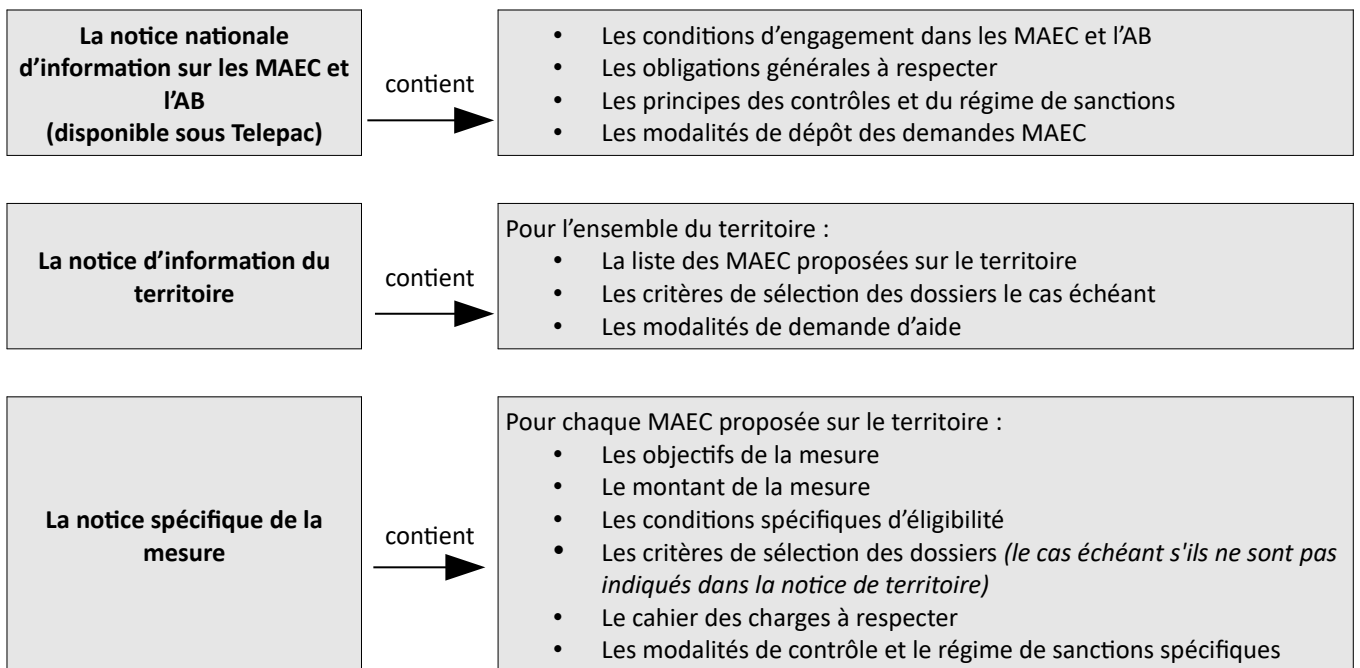 La notice nationale
d'information sur les MAEC et
l'AB
(disponible sous Telepac)
contient
• Les conditions d'engagement dans les MAEC et l'AB
• Les obligations générales à respecter
• Les principes des contrôles et du régime de sanctions
• Les modalités de dépôt des demandes MAEC
La notice d'information du
territoire
contient
Pour l'ensemble du territoire :
• La liste des MAEC proposées sur le territoire
• Les critères de sélection des dossiers le cas échéant
• Les modalités de demande d'aide
La notice spécifique de la
mesure
contient
Pour chaque MAEC proposée sur le territoire :
• Les objectifs de la mesure
• Le montant de la mesure
• Les conditions spécifiques d'éligibilité
• Les critères de sélection des dossiers (le cas échéant s'ils ne sont pas
indiqués dans la notice de territoire)
• Le cahier des charges à respecter
• Les modalités de contrôle et le régime de sanctions spécifiques